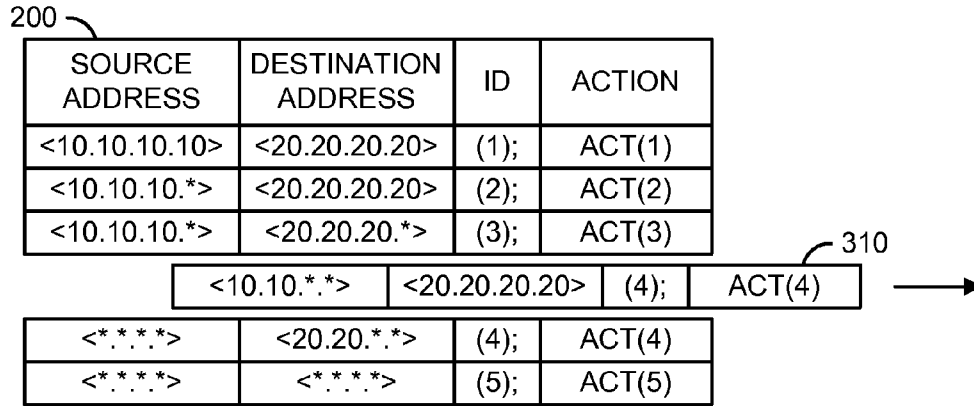 200
SOURCE ADDRESS DESTINATION ADDRESS ID ACTION
<10.10.10.10> <20.20.20.20> (1); ACT(1)
<10.10.10.*> <20.20.20.20> (2); ACT(2)
<10.10.10.*> <20.20.20.*> (3); ACT(3)
310
<10.10.*.*> <20.20.20.20> (4); ACT(4)
<*.*.*.*> <20.20.*.*> (4); ACT(4)
<*.*.*.*> <*.*.*.*> (5); ACT(5)